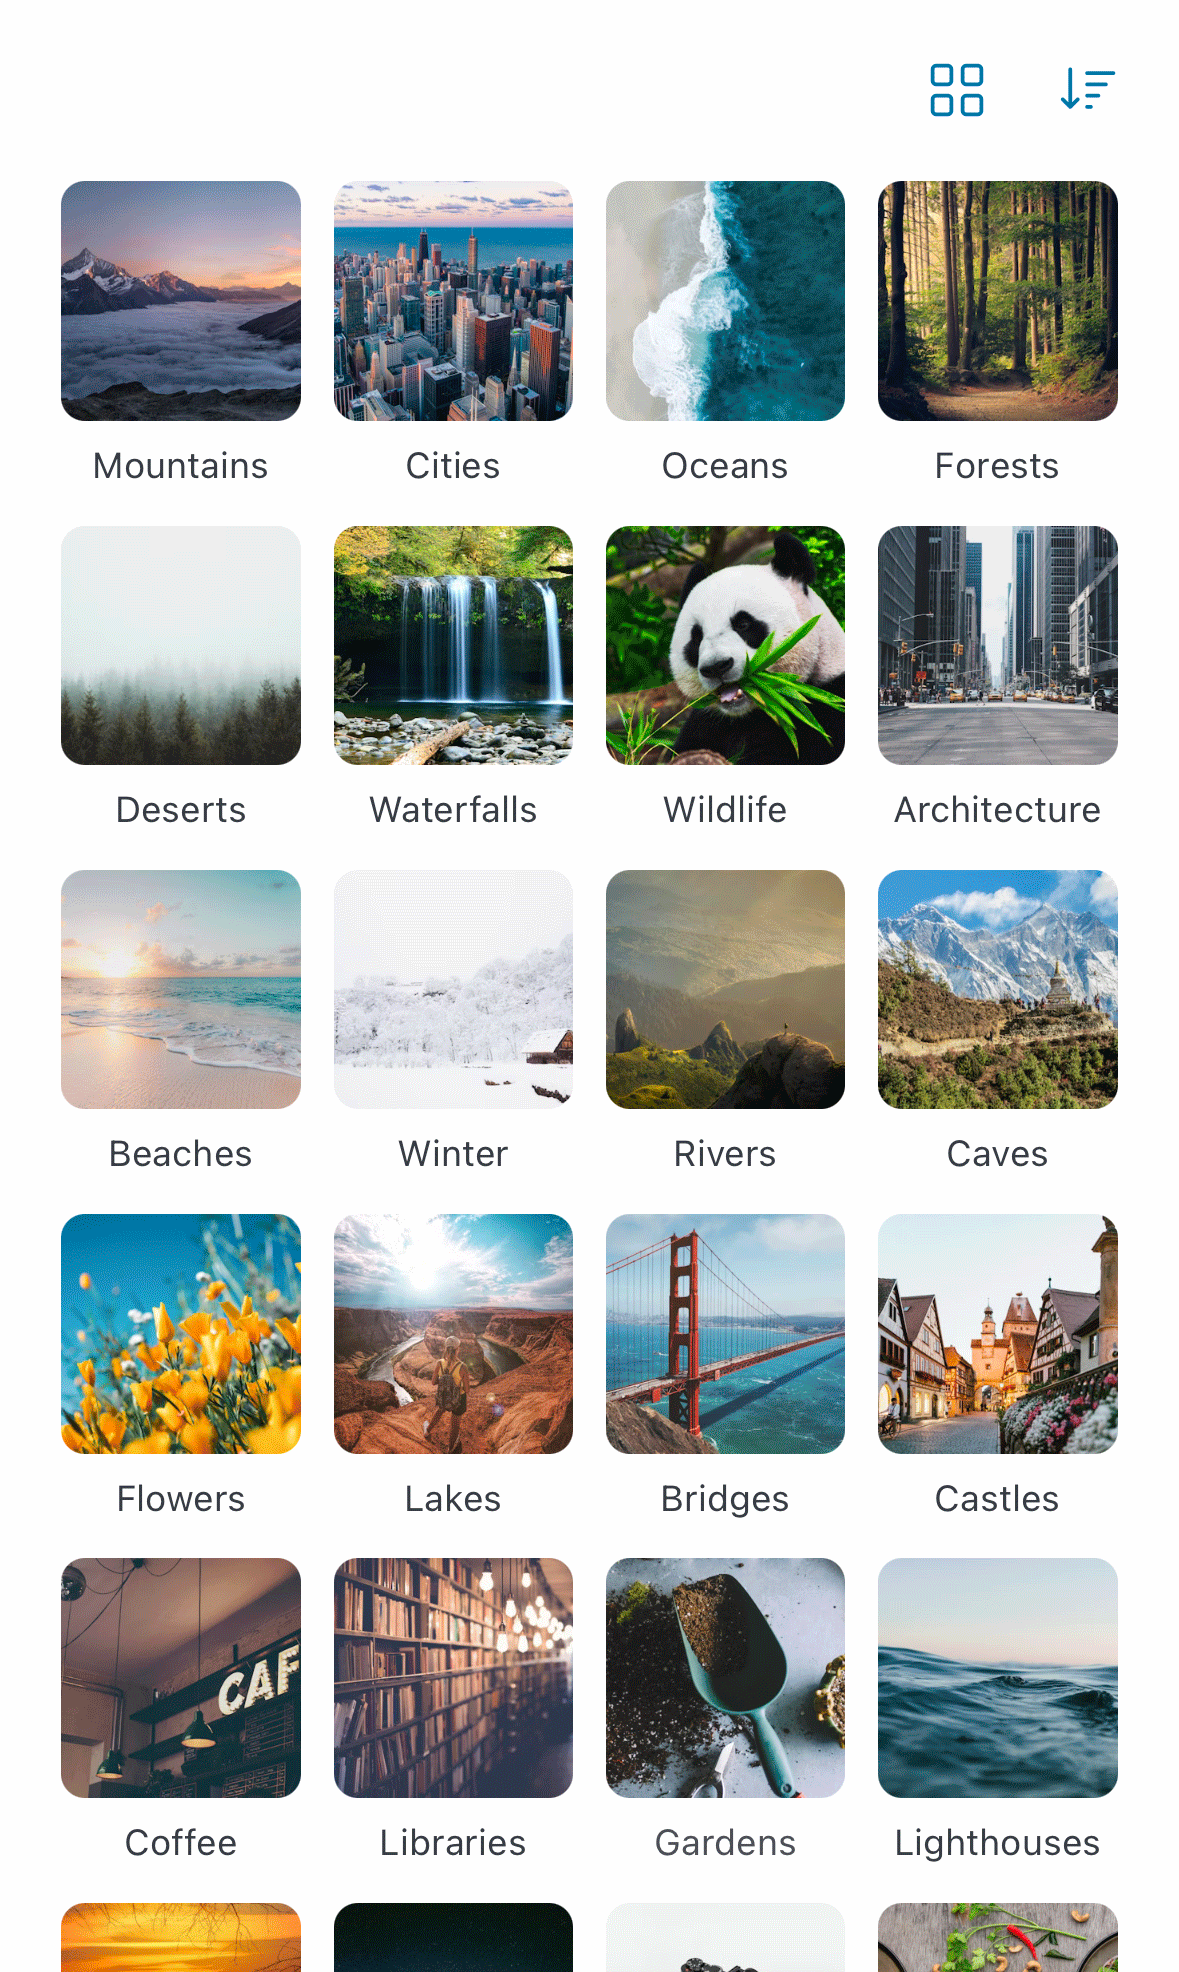 Mountains
Cities
Oceans
Forests
Deserts
Waterfalls
Wildlife
Architecture
Beaches
Winter
Rivers
Caves
Flowers
Lakes
Bridges
Castles
CAF
Coffee
Libraries
Gardens
Lighthouses